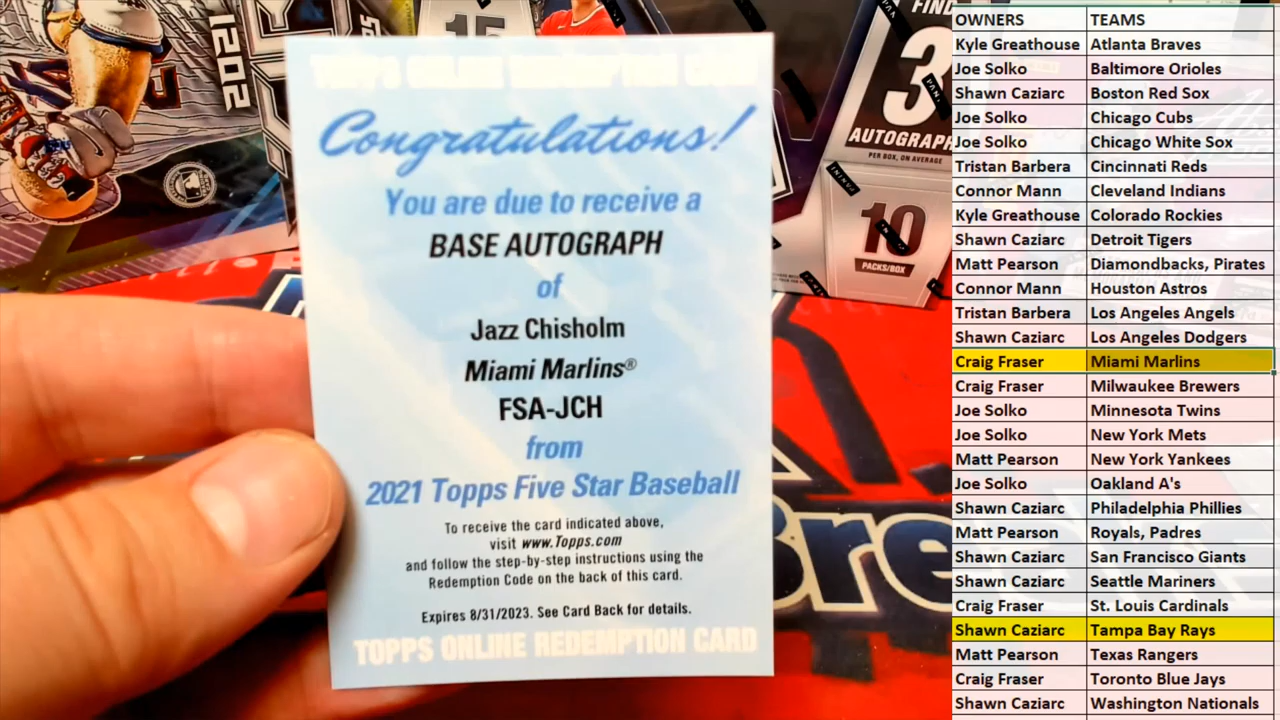 TOPPS ONLINE REDEMPTION CARD
Congratulations!
You are due to receive a
BASE AUTOGRAPH
of
Jazz Chisholm
Miami Marlins®
FSA-JCH
from
2021 Topps Five Star Baseball
To receive the card indicated above,
visit www.Topps.com
and follow the step-by-step instructions using the
Redemption Code on the back of this card.
Expires 8/31/2023. See Card Back for details.
TOPPS ONLINE REDEMPTION CARD
2021
15
FIND
3
AUTOGRAPH
PER BOX, ON AVERAGE
PANINI
10
PACKS/BOX
Bre
OWNERS TEAMS
Kyle Greathouse Atlanta Braves
Joe Solko Baltimore Orioles
Shawn Caziarc Boston Red Sox
Joe Solko Chicago Cubs
Joe Solko Chicago White Sox
Tristan Barbera Cincinnati Reds
Connor Mann Cleveland Indians
Kyle Greathouse Colorado Rockies
Shawn Caziarc Detroit Tigers
Matt Pearson Diamondbacks, Pirates
Connor Mann Houston Astros
Tristan Barbera Los Angeles Angels
Shawn Caziarc Los Angeles Dodgers
Craig Fraser Miami Marlins
Craig Fraser Milwaukee Brewers
Joe Solko Minnesota Twins
Joe Solko New York Mets
Matt Pearson New York Yankees
Joe Solko Oakland A's
Shawn Caziarc Philadelphia Phillies
Matt Pearson Royals, Padres
Shawn Caziarc San Francisco Giants
Shawn Caziarc Seattle Mariners
Craig Fraser St. Louis Cardinals
Shawn Caziarc Tampa Bay Rays
Matt Pearson Texas Rangers
Craig Fraser Toronto Blue Jays
Shawn Caziarc Washington Nationals